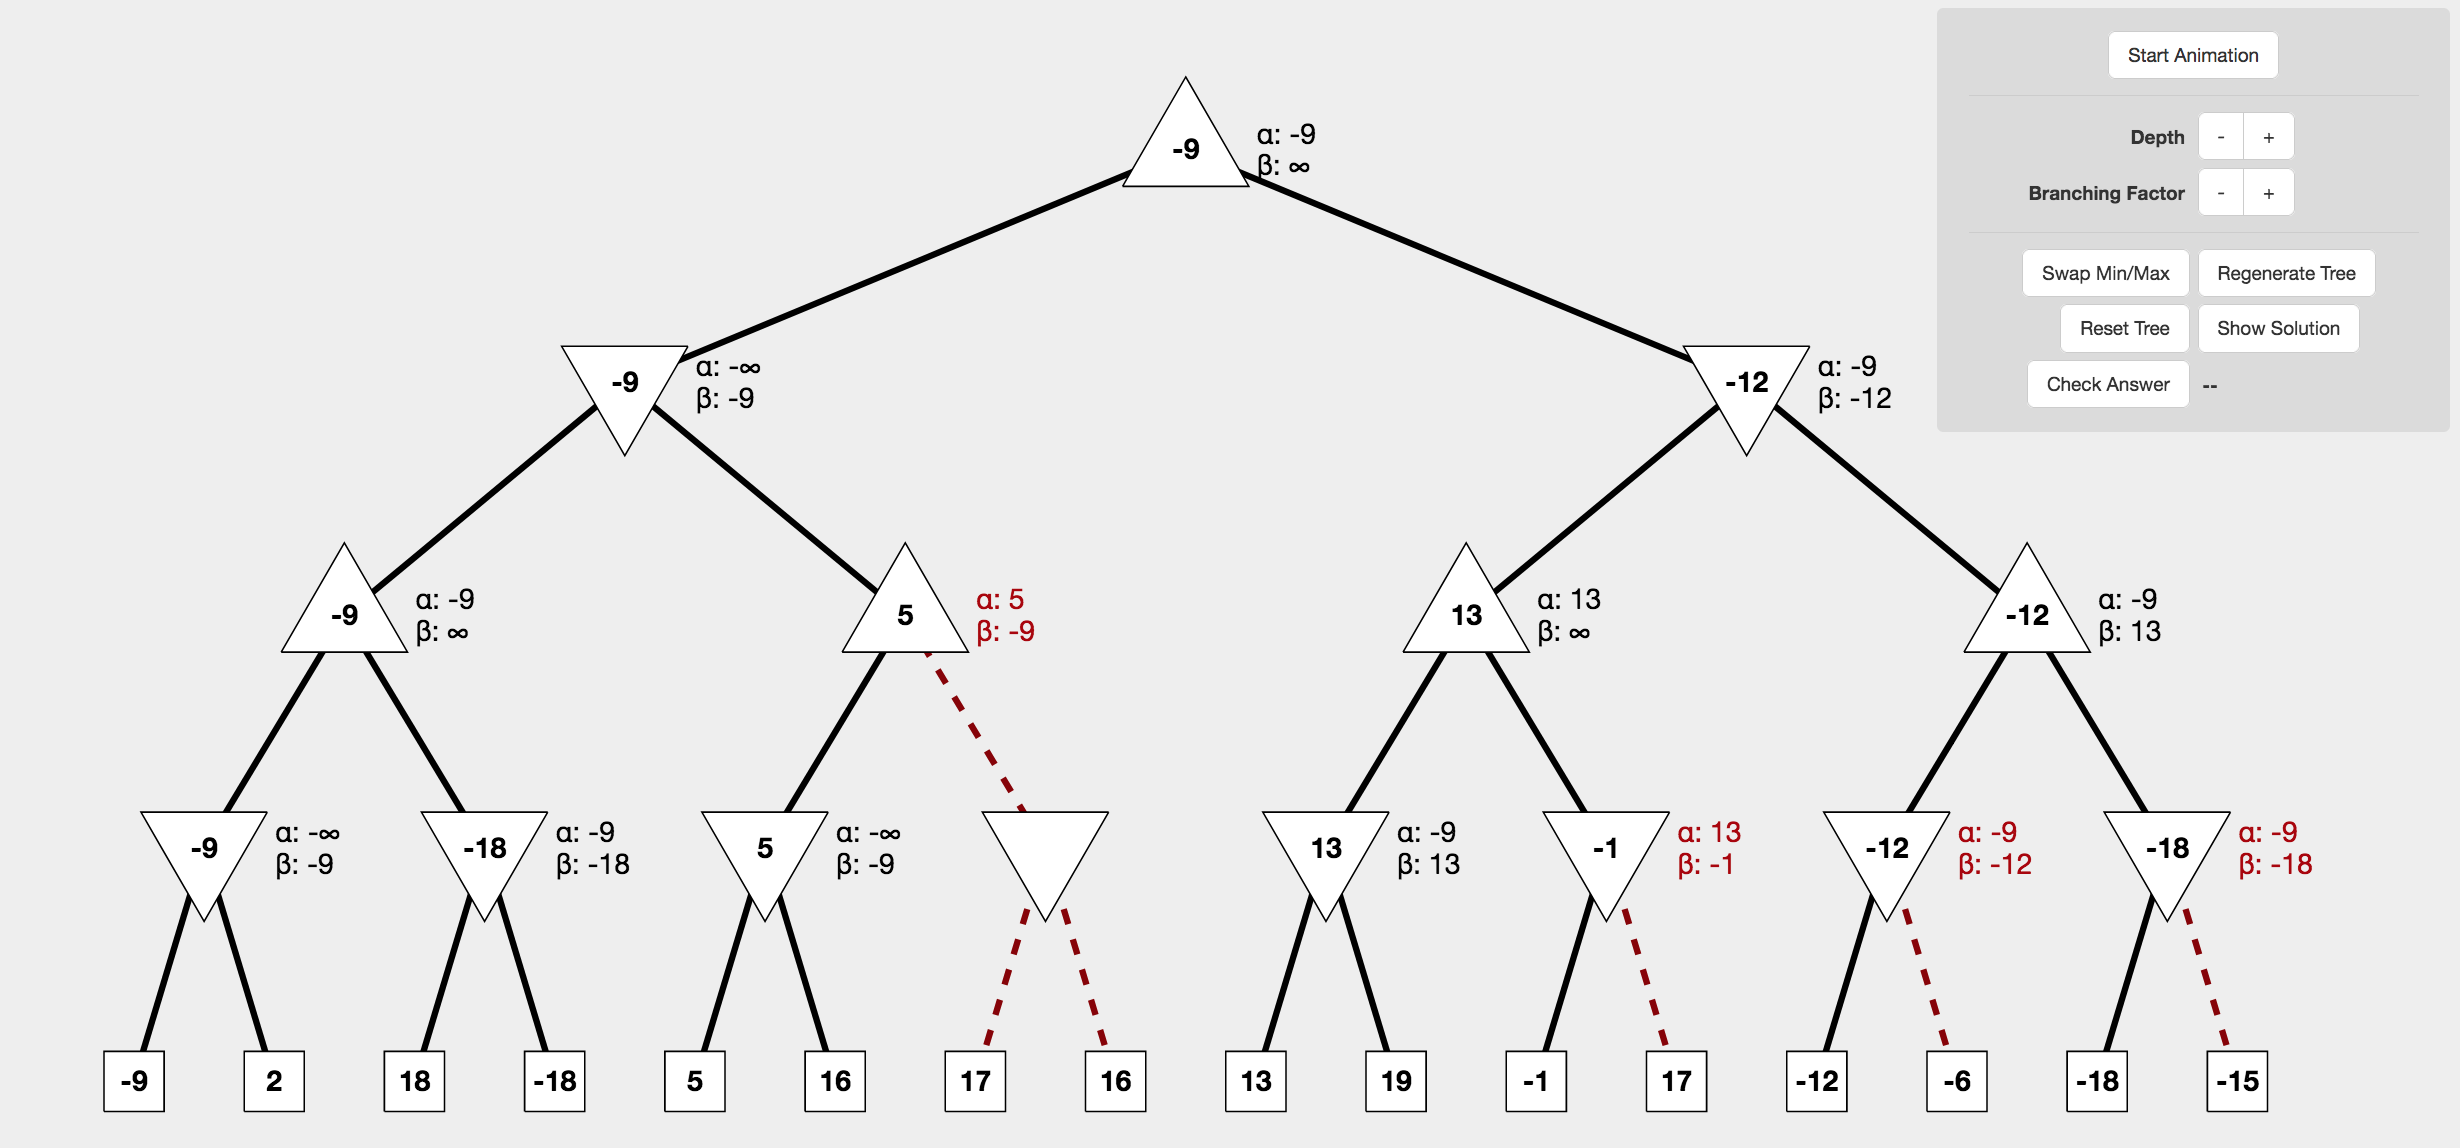 Start Animation
Depth - +
Branching Factor - +
Swap Min/Max Regenerate Tree
Reset Tree Show Solution
Check Answer --
-9
α: -9
β: ∞
-9
α: -∞
β: -9
-12
α: -9
β: -12
-9
α: -9
β: ∞
5
α: 5
β: -9
13
α: 13
β: ∞
-12
α: -9
β: 13
-9
α: -∞
β: -9
-18
α: -9
β: -18
5
α: -∞
β: -9
13
α: -9
β: 13
-1
α: 13
β: -1
-12
α: -9
β: -12
-18
α: -9
β: -18
-9 2 18 -18 5 16 17 16 13 19 -1 17 -12 -6 -18 -15